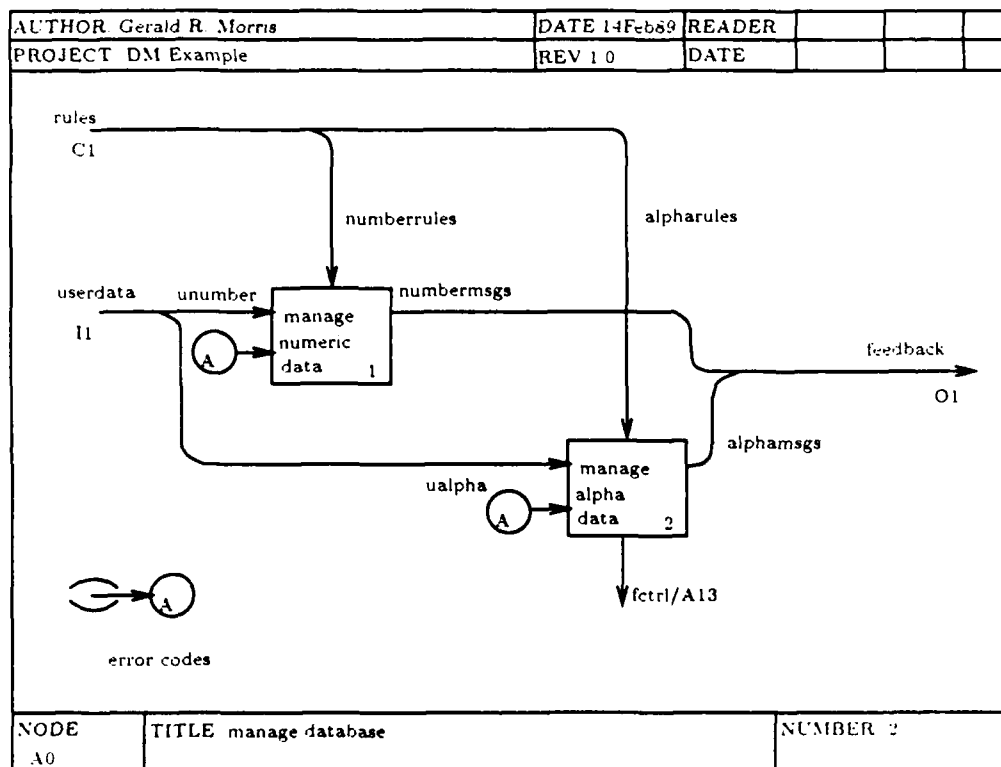 AUTHOR Gerald R. Morris
DATE 14Feb89
READER
PROJECT DM Example
REV 1 0
DATE
rules
C1
numberrules
alpharules
userdata
unumber
numbermsgs
I1
manage
numeric
data
1
A
feedback
O1
alphamsgs
manage
alpha
data
2
ualpha
A
fctrl/A13
A
error codes
NODE
A0
TITLE manage database
NUMBER 2